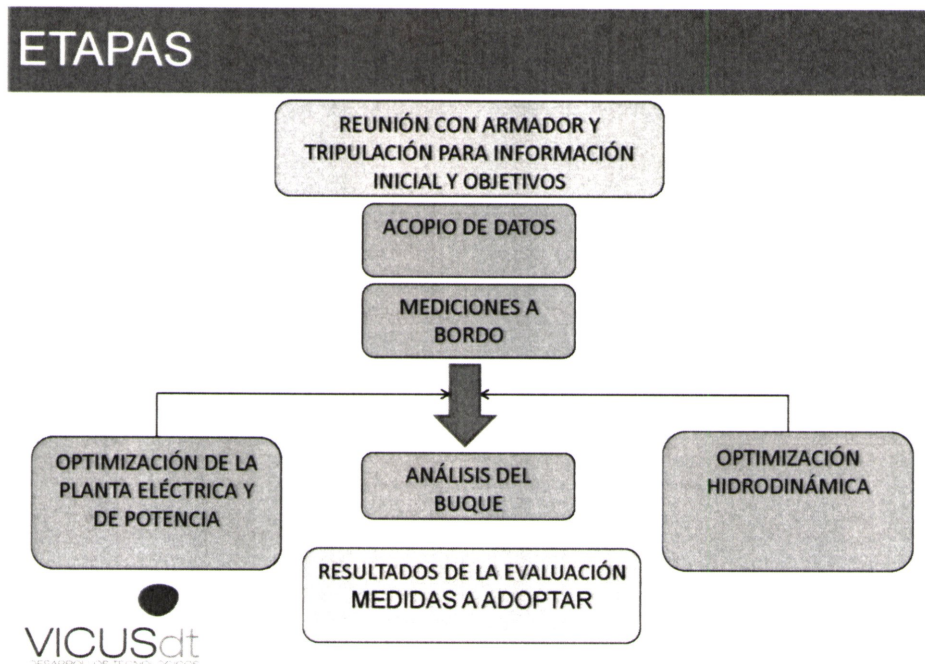 ETAPAS
REUNIÓN CON ARMADOR Y
TRIPULACIÓN PARA INFORMACIÓN
INICIAL Y OBJETIVOS
ACOPIO DE DATOS
MEDICIONES A
BORDO
OPTIMIZACIÓN DE LA
PLANTA ELÉCTRICA Y
DE POTENCIA
ANÁLISIS DEL
BUQUE
OPTIMIZACIÓN
HIDRODINÁMICA
RESULTADOS DE LA EVALUACIÓN
MEDIDAS A ADOPTAR
VICUSdt